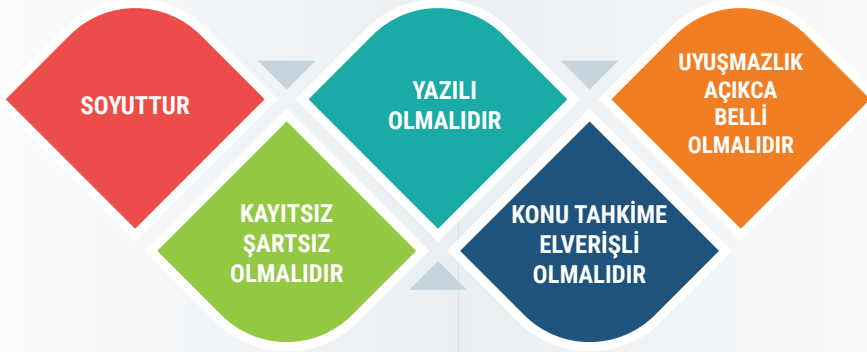 SOYUTTUR
KAYITSIZ
ŞARTSIZ
OLMALIDIR
YAZILI
OLMALIDIR
KONU TAHKİME
ELVERİŞLİ
OLMALIDIR
UYUŞMAZLIK
AÇIKCA
BELLİ
OLMALIDIR